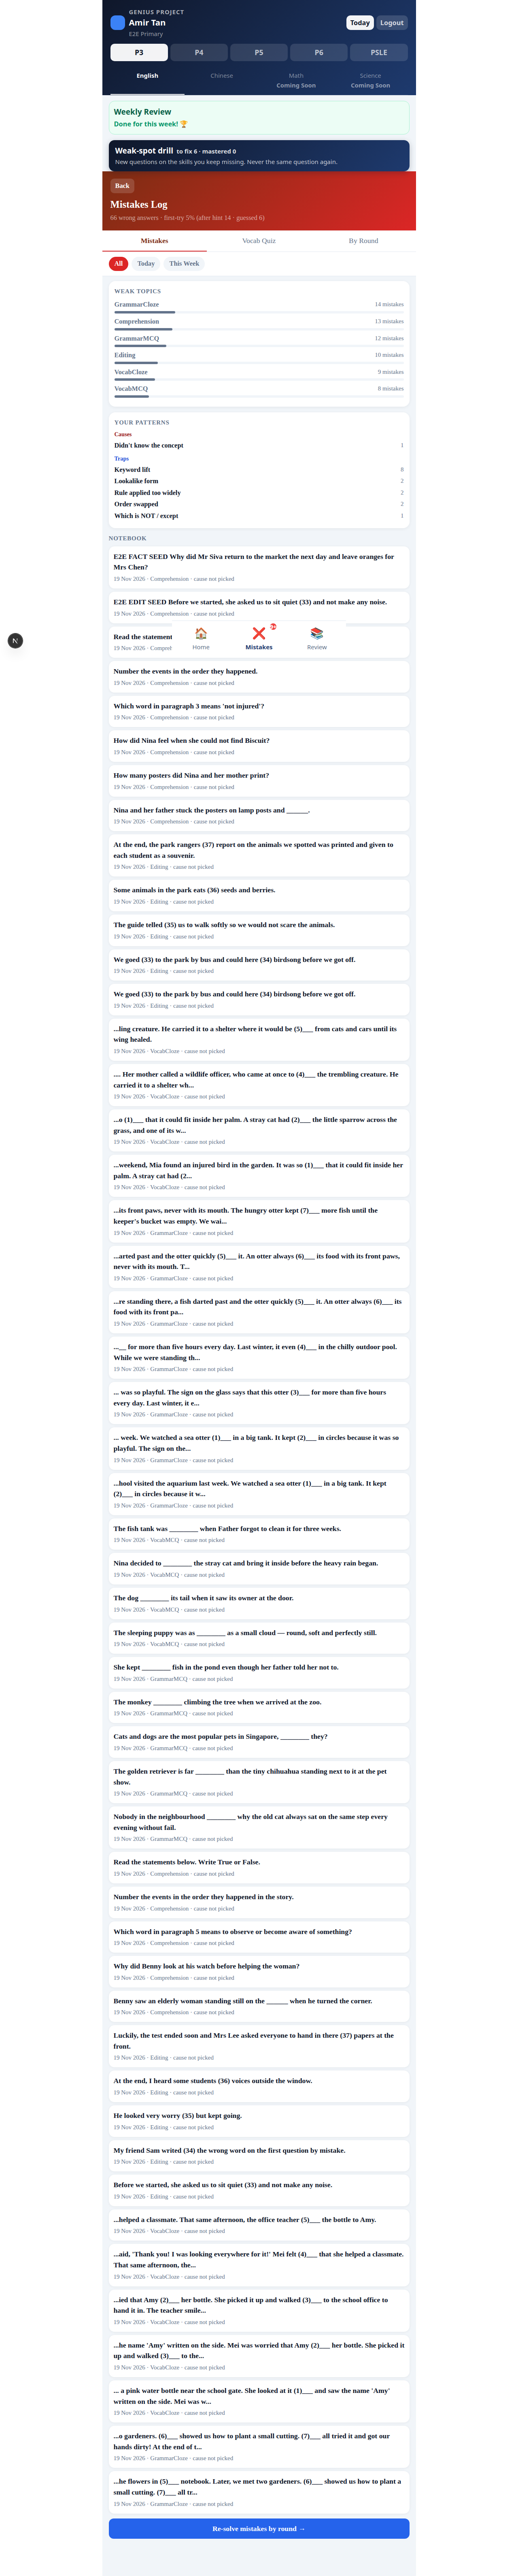 GENIUS PROJECT
Amir Tan
E2E Primary
Today
Logout
P3
P4
P5
P6
PSLE
English
Chinese
Math
Coming Soon
Science
Coming Soon
Weekly Review
Done for this week! 🏆
Weak-spot drill to fix 6 · mastered 0
New questions on the skills you keep missing. Never the same question again.
Back
Mistakes Log
66 wrong answers · first-try 5% (after hint 14 · guessed 6)
Mistakes
Vocab Quiz
By Round
All
Today
This Week
WEAK TOPICS
GrammarCloze 14 mistakes
Comprehension 13 mistakes
GrammarMCQ 12 mistakes
Editing 10 mistakes
VocabCloze 9 mistakes
VocabMCQ 8 mistakes
YOUR PATTERNS
Causes
Didn't know the concept 1
Traps
Keyword lift 8
Lookalike form 2
Rule applied too widely 2
Order swapped 2
Which is NOT / except 1
NOTEBOOK
E2E FACT SEED Why did Mr Siva return to the market the next day and leave oranges for
Mrs Chen?
19 Nov 2026 · Comprehension · cause not picked
E2E EDIT SEED Before we started, she asked us to sit quiet (33) and not make any noise.
19 Nov 2026 · Comprehension · cause not picked
Read the statement
19 Nov 2026 · Compreh
N
🏠
Home
❌
Mistakes
📚
Review
Number the events in the order they happened.
19 Nov 2026 · Comprehension · cause not picked
Which word in paragraph 3 means 'not injured'?
19 Nov 2026 · Comprehension · cause not picked
How did Nina feel when she could not find Biscuit?
19 Nov 2026 · Comprehension · cause not picked
How many posters did Nina and her mother print?
19 Nov 2026 · Comprehension · cause not picked
Nina and her father stuck the posters on lamp posts and ______.
19 Nov 2026 · Comprehension · cause not picked
At the end, the park rangers (37) report on the animals we spotted was printed and given to
each student as a souvenir.
19 Nov 2026 · Editing · cause not picked
Some animals in the park eats (36) seeds and berries.
19 Nov 2026 · Editing · cause not picked
The guide telled (35) us to walk softly so we would not scare the animals.
19 Nov 2026 · Editing · cause not picked
We goed (33) to the park by bus and could here (34) birdsong before we got off.
19 Nov 2026 · Editing · cause not picked
We goed (33) to the park by bus and could here (34) birdsong before we got off.
19 Nov 2026 · Editing · cause not picked
...ling creature. He carried it to a shelter where it would be (5)___ from cats and cars until its
wing healed.
19 Nov 2026 · VocabCloze · cause not picked
.... Her mother called a wildlife officer, who came at once to (4)___ the trembling creature. He
carried it to a shelter wh...
19 Nov 2026 · VocabCloze · cause not picked
...o (1)___ that it could fit inside her palm. A stray cat had (2)___ the little sparrow across the
grass, and one of its w...
19 Nov 2026 · VocabCloze · cause not picked
...weekend, Mia found an injured bird in the garden. It was so (1)___ that it could fit inside her
palm. A stray cat had (2...
19 Nov 2026 · VocabCloze · cause not picked
...its front paws, never with its mouth. The hungry otter kept (7)___ more fish until the
keeper's bucket was empty. We wai...
19 Nov 2026 · GrammarCloze · cause not picked
...arted past and the otter quickly (5)___ it. An otter always (6)___ its food with its front paws,
never with its mouth. T...
19 Nov 2026 · GrammarCloze · cause not picked
...re standing there, a fish darted past and the otter quickly (5)___ it. An otter always (6)___ its
food with its front pa...
19 Nov 2026 · GrammarCloze · cause not picked
...__ for more than five hours every day. Last winter, it even (4)___ in the chilly outdoor pool.
While we were standing th...
19 Nov 2026 · GrammarCloze · cause not picked
... was so playful. The sign on the glass says that this otter (3)___ for more than five hours
every day. Last winter, it e...
19 Nov 2026 · GrammarCloze · cause not picked
... week. We watched a sea otter (1)___ in a big tank. It kept (2)___ in circles because it was so
playful. The sign on the...
19 Nov 2026 · GrammarCloze · cause not picked
...hool visited the aquarium last week. We watched a sea otter (1)___ in a big tank. It kept
(2)___ in circles because it w...
19 Nov 2026 · GrammarCloze · cause not picked
The fish tank was ________ when Father forgot to clean it for three weeks.
19 Nov 2026 · VocabMCQ · cause not picked
Nina decided to ________ the stray cat and bring it inside before the heavy rain began.
19 Nov 2026 · VocabMCQ · cause not picked
The dog ________ its tail when it saw its owner at the door.
19 Nov 2026 · VocabMCQ · cause not picked
The sleeping puppy was as ________ as a small cloud — round, soft and perfectly still.
19 Nov 2026 · VocabMCQ · cause not picked
She kept ________ fish in the pond even though her father told her not to.
19 Nov 2026 · GrammarMCQ · cause not picked
The monkey ________ climbing the tree when we arrived at the zoo.
19 Nov 2026 · GrammarMCQ · cause not picked
Cats and dogs are the most popular pets in Singapore, ________ they?
19 Nov 2026 · GrammarMCQ · cause not picked
The golden retriever is far ________ than the tiny chihuahua standing next to it at the pet
show.
19 Nov 2026 · GrammarMCQ · cause not picked
Nobody in the neighbourhood ________ why the old cat always sat on the same step every
evening without fail.
19 Nov 2026 · GrammarMCQ · cause not picked
Read the statements below. Write True or False.
19 Nov 2026 · Comprehension · cause not picked
Number the events in the order they happened in the story.
19 Nov 2026 · Comprehension · cause not picked
Which word in paragraph 5 means to observe or become aware of something?
19 Nov 2026 · Comprehension · cause not picked
Why did Benny look at his watch before helping the woman?
19 Nov 2026 · Comprehension · cause not picked
Benny saw an elderly woman standing still on the ______ when he turned the corner.
19 Nov 2026 · Comprehension · cause not picked
Luckily, the test ended soon and Mrs Lee asked everyone to hand in there (37) papers at the
front.
19 Nov 2026 · Editing · cause not picked
At the end, I heard some students (36) voices outside the window.
19 Nov 2026 · Editing · cause not picked
He looked very worry (35) but kept going.
19 Nov 2026 · Editing · cause not picked
My friend Sam writed (34) the wrong word on the first question by mistake.
19 Nov 2026 · Editing · cause not picked
Before we started, she asked us to sit quiet (33) and not make any noise.
19 Nov 2026 · Editing · cause not picked
...helped a classmate. That same afternoon, the office teacher (5)___ the bottle to Amy.
19 Nov 2026 · VocabCloze · cause not picked
...aid, 'Thank you! I was looking everywhere for it!' Mei felt (4)___ that she helped a classmate.
That same afternoon, the...
19 Nov 2026 · VocabCloze · cause not picked
...ied that Amy (2)___ her bottle. She picked it up and walked (3)___ to the school office to
hand it in. The teacher smile...
19 Nov 2026 · VocabCloze · cause not picked
...he name 'Amy' written on the side. Mei was worried that Amy (2)___ her bottle. She picked it
up and walked (3)___ to the...
19 Nov 2026 · VocabCloze · cause not picked
... a pink water bottle near the school gate. She looked at it (1)___ and saw the name 'Amy'
written on the side. Mei was w...
19 Nov 2026 · VocabCloze · cause not picked
...o gardeners. (6)___ showed us how to plant a small cutting. (7)___ all tried it and got our
hands dirty! At the end of t...
19 Nov 2026 · GrammarCloze · cause not picked
...he flowers in (5)___ notebook. Later, we met two gardeners. (6)___ showed us how to plant a
small cutting. (7)___ all tr...
19 Nov 2026 · GrammarCloze · cause not picked
Re-solve mistakes by round →